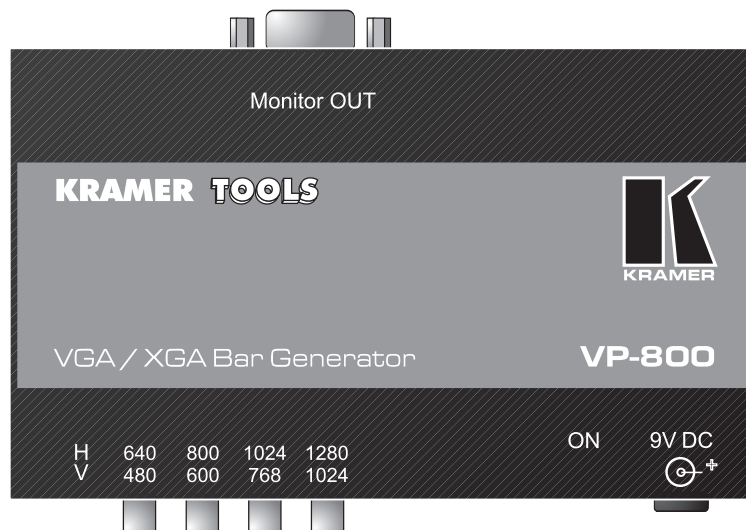 Monitor OUT
KRAMER TOOLS
KRAMER
VGA / XGA Bar Generator
VP-800
H 640 800 1024 1280
V 480 600 768 1024
ON 9V DC
+